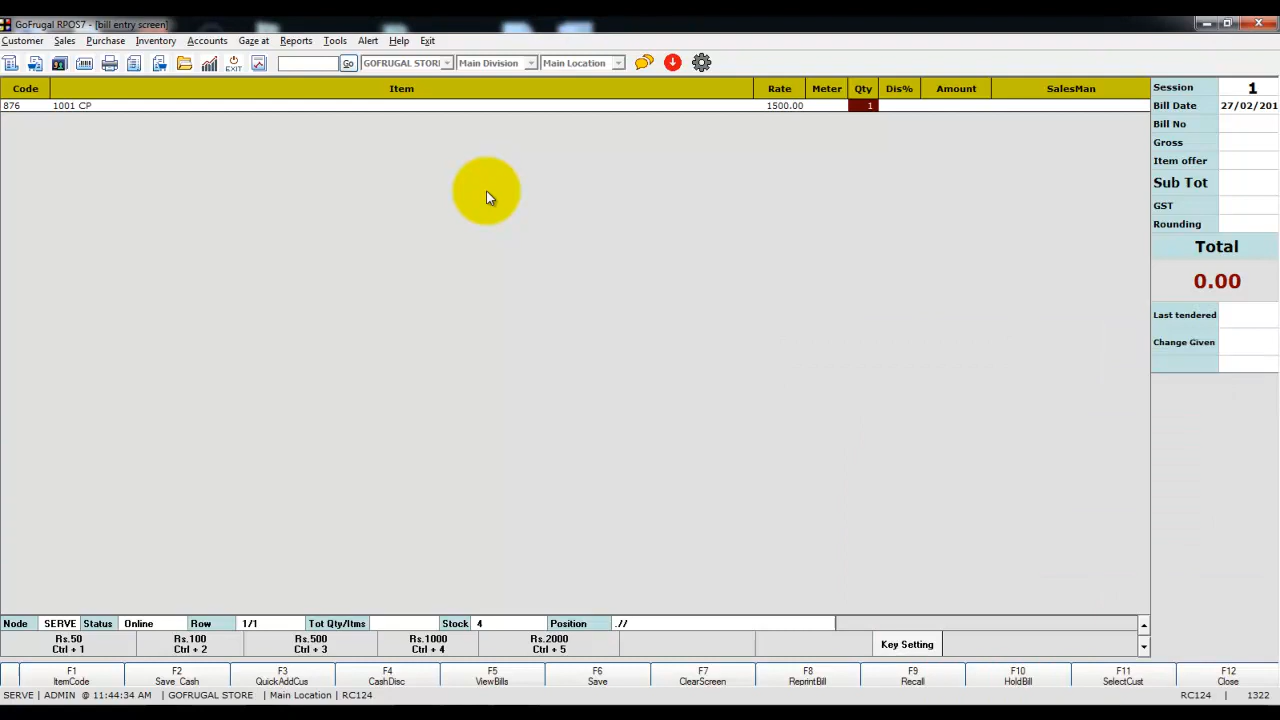 GoFrugal RPOS7 - [bill entry screen]
Customer Sales Purchase Inventory Accounts Gaze at Reports Tools Alert Help Exit
EXIT Go GOFRUGAL STORI Main Division Main Location
Code Item Rate Meter Qty Dis% Amount SalesMan
876 1001 CP 1500.00 1
Session 1
Bill Date 27/02/201
Bill No
Gross
Item offer
Sub Tot
GST
Rounding
Total
0.00
Last tendered
Change Given
Node SERVE Status Online Row 1/1 Tot Qty/Itms Stock 4 Position .//
Rs.50 Rs.100 Rs.500 Rs.1000 Rs.2000
Ctrl + 1 Ctrl + 2 Ctrl + 3 Ctrl + 4 Ctrl + 5 Key Setting
F1 F2 F3 F4 F5 F6 F7 F8 F9 F10 F11 F12
ItemCode Save Cash QuickAddCus CashDisc ViewBills Save ClearScreen ReprintBill Recall HoldBill SelectCust Close
SERVE | ADMIN @ 11:44:34 AM | GOFRUGAL STORE | Main Location | RC124 RC124 | 1322